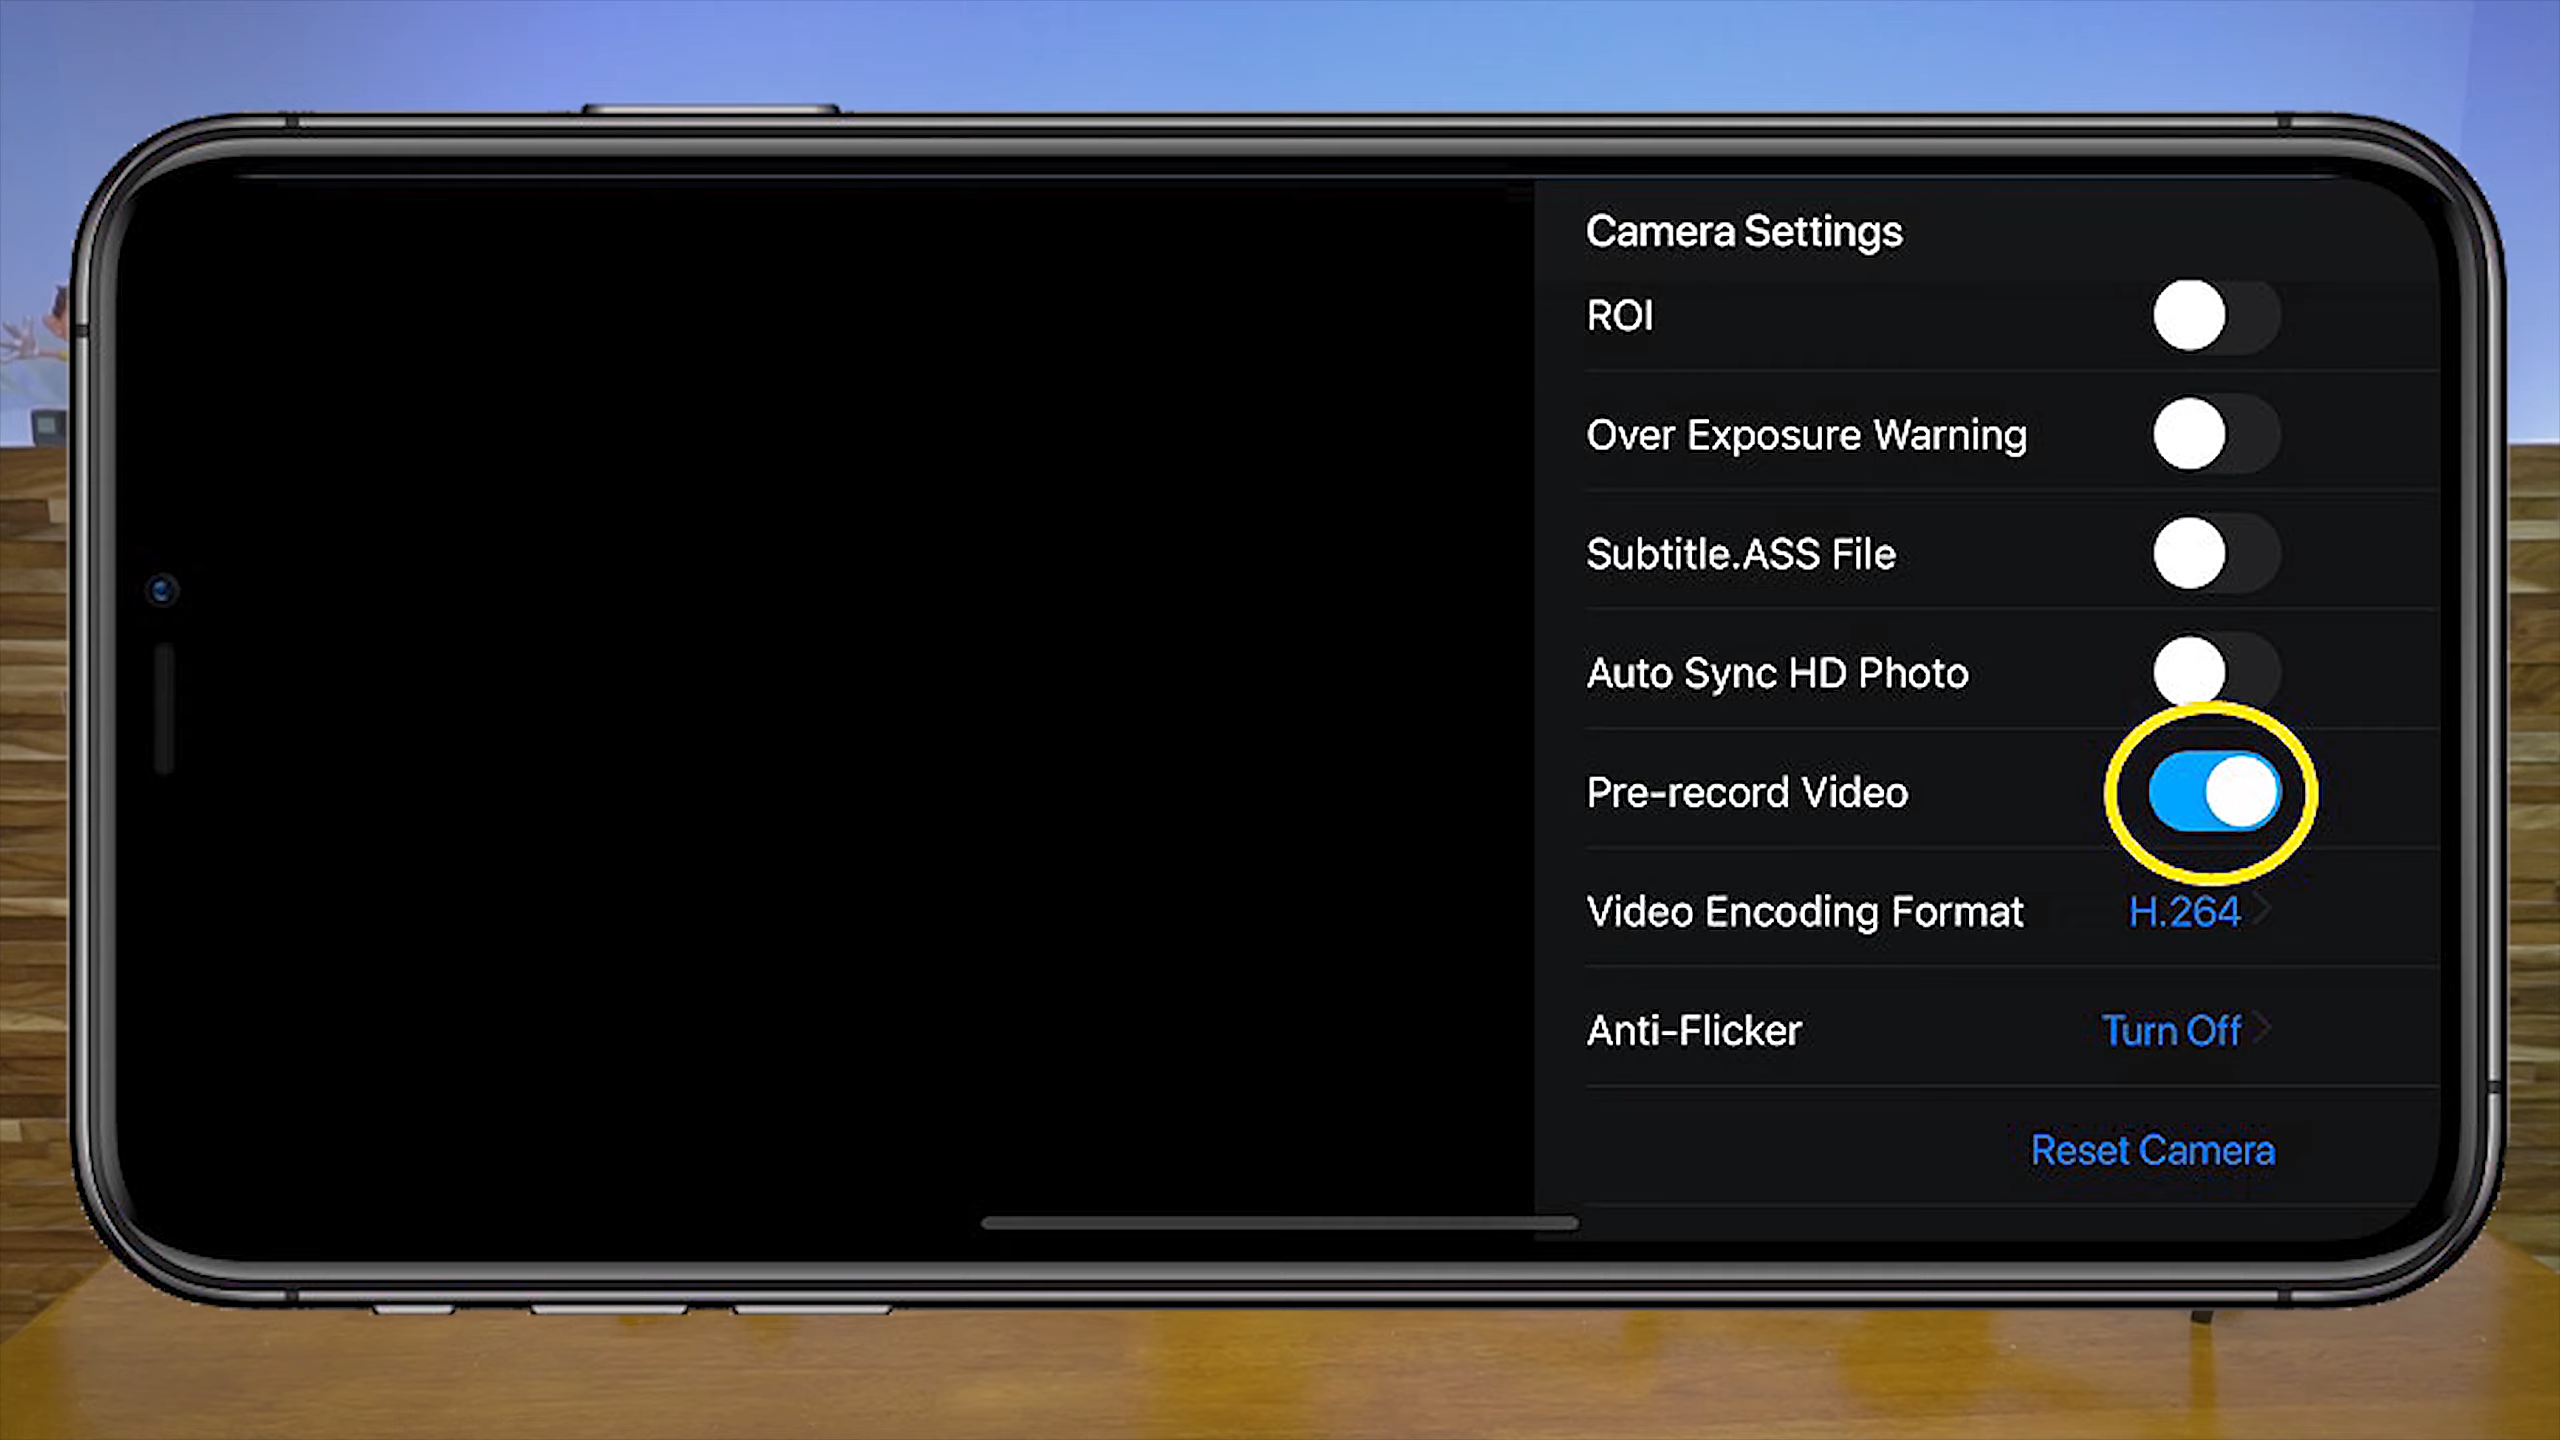 Camera Settings
ROI
Over Exposure Warning
Subtitle.ASS File
Auto Sync HD Photo
Pre-record Video
Video Encoding Format H.264
Anti-Flicker Turn Off
Reset Camera